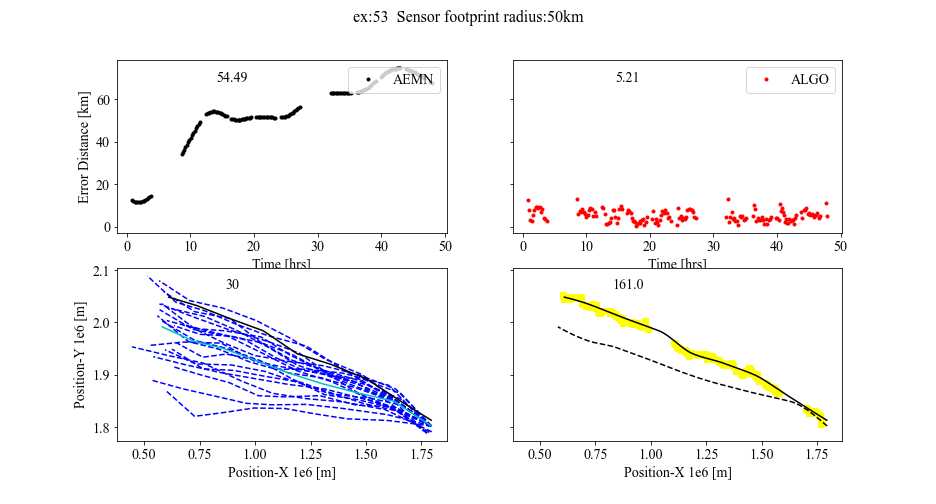 ex:53 Sensor footprint radius:50km
54.49
AEMN
5.21
ALGO
Error Distance [km]
60
40
20
0
0 10 20 30 40 50
Time [hrs]
0 10 20 30 40 50
Time [hrs]
30
161.0
Position-Y 1e6 [m]
2.1
2.0
1.9
1.8
0.50 0.75 1.00 1.25 1.50 1.75
Position-X 1e6 [m]
0.50 0.75 1.00 1.25 1.50 1.75
Position-X 1e6 [m]